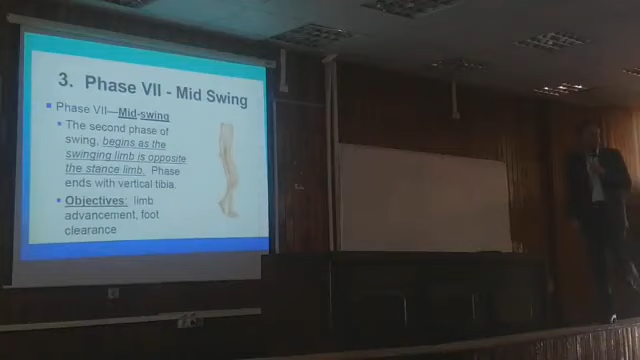 3. Phase VII - Mid Swing
Phase VII—Mid-swing
The second phase of
swing, begins as the
swinging limb is opposite
the stance limb. Phase
ends with vertical tibia.
Objectives: limb
advancement, foot
clearance